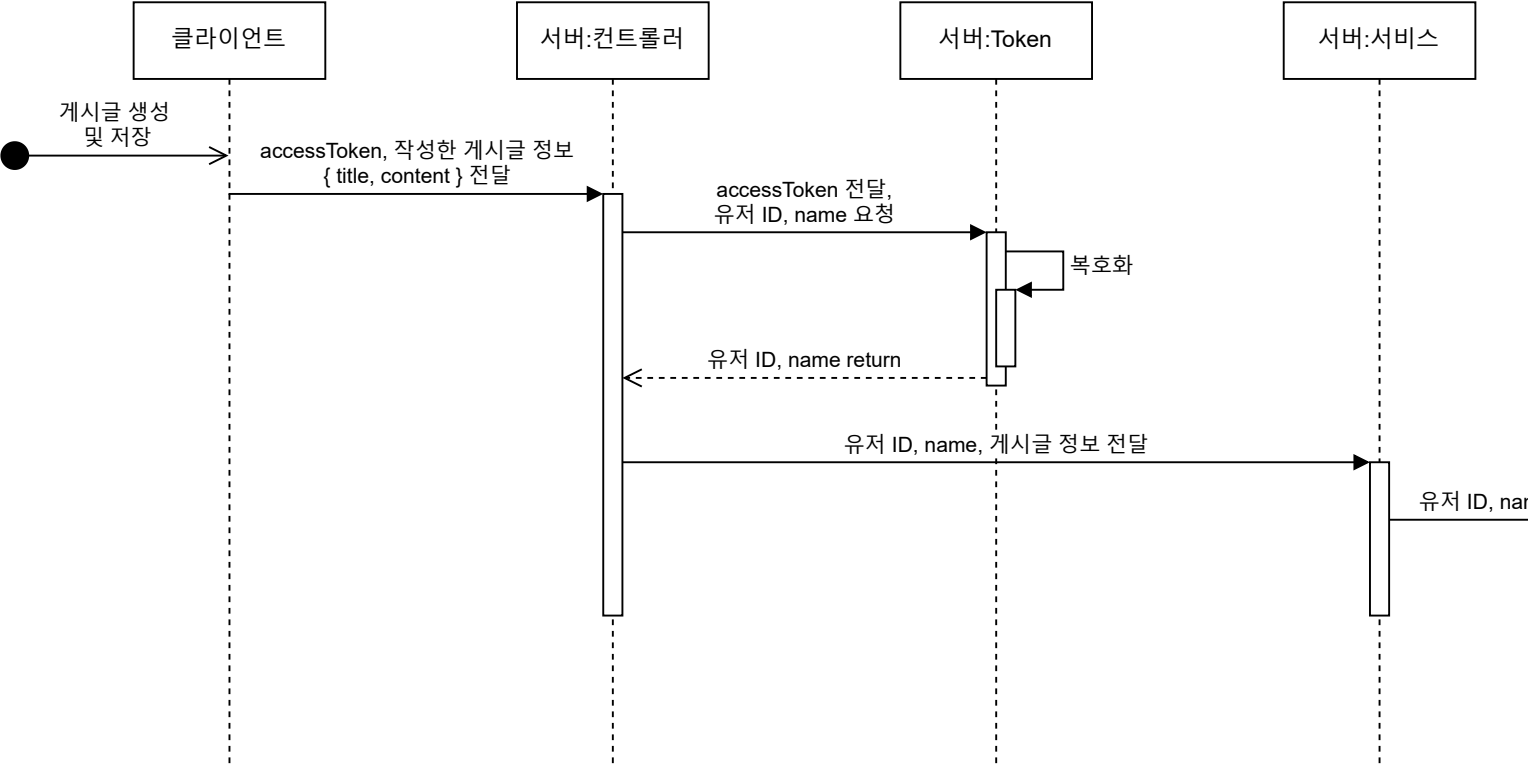 클라이언트
서버:컨트롤러
서버:Token
서버:서비스
게시글 생성
및 저장
accessToken, 작성한 게시글 정보
{ title, content } 전달
accessToken 전달,
유저 ID, name 요청
복호화
유저 ID, name return
유저 ID, name, 게시글 정보 전달
유저 ID,